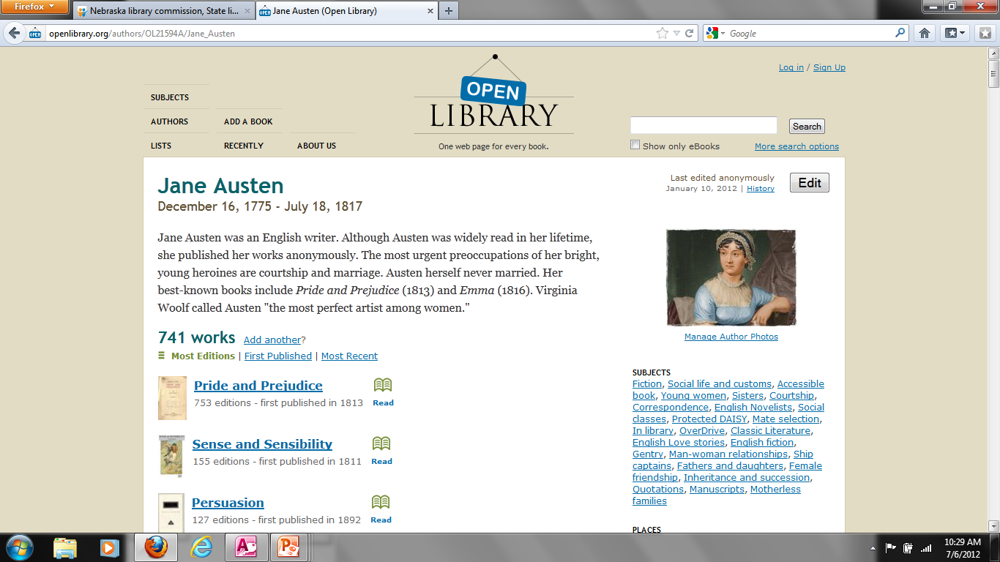 Firefox
Nebraska library commission, State li...
Jane Austen (Open Library)
openlibrary.org/authors/OL21594A/Jane_Austen
Google
Log in / Sign Up
OPEN
LIBRARY
One web page for every book.
SUBJECTS
AUTHORS ADD A BOOK
LISTS RECENTLY ABOUT US
Search
Show only eBooks More search options
Jane Austen
December 16, 1775 - July 18, 1817
Last edited anonymously
January 10, 2012 | History
Edit
Jane Austen was an English writer. Although Austen was widely read in her lifetime,
she published her works anonymously. The most urgent preoccupations of her bright,
young heroines are courtship and marriage. Austen herself never married. Her
best-known books include Pride and Prejudice (1813) and Emma (1816). Virginia
Woolf called Austen "the most perfect artist among women."
Manage Author Photos
741 works Add another?
Most Editions | First Published | Most Recent
Pride and Prejudice
753 editions - first published in 1813
Read
Sense and Sensibility
155 editions - first published in 1811
Read
Persuasion
127 editions - first published in 1892
Read
SUBJECTS
Fiction, Social life and customs, Accessible
book, Young women, Sisters, Courtship,
Correspondence, English Novelists, Social
classes, Protected DAISY, Mate selection,
In library, OverDrive, Classic Literature,
English Love stories, English fiction,
Gentry, Man-woman relationships, Ship
captains, Fathers and daughters, Female
friendship, Inheritance and succession,
Quotations, Manuscripts, Motherless
families
PLACES
10:29 AM
7/6/2012